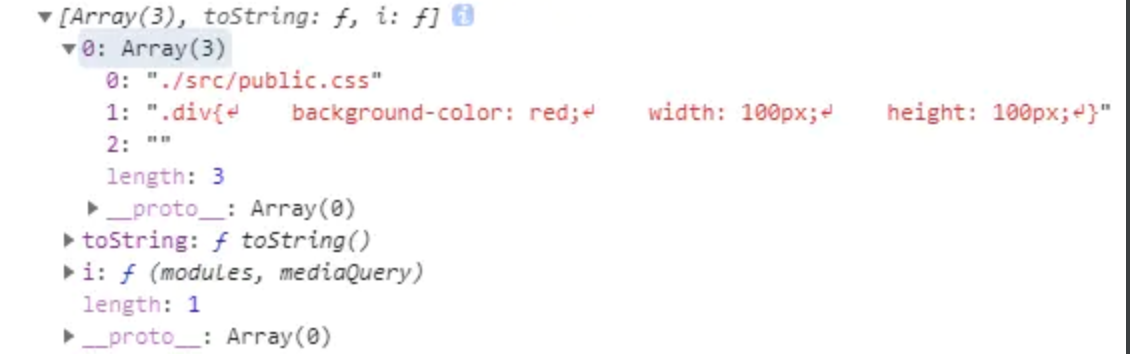 ▼[Array(3), toString: ƒ, i: ƒ] i
▼0: Array(3)
0: "./src/public.css"
1: ".div{↵    background-color: red;↵    width: 100px;↵    height: 100px;↵}"
2: ""
length: 3
▶__proto__: Array(0)
▶toString: ƒ toString()
▶i: ƒ (modules, mediaQuery)
length: 1
▶__proto__: Array(0)